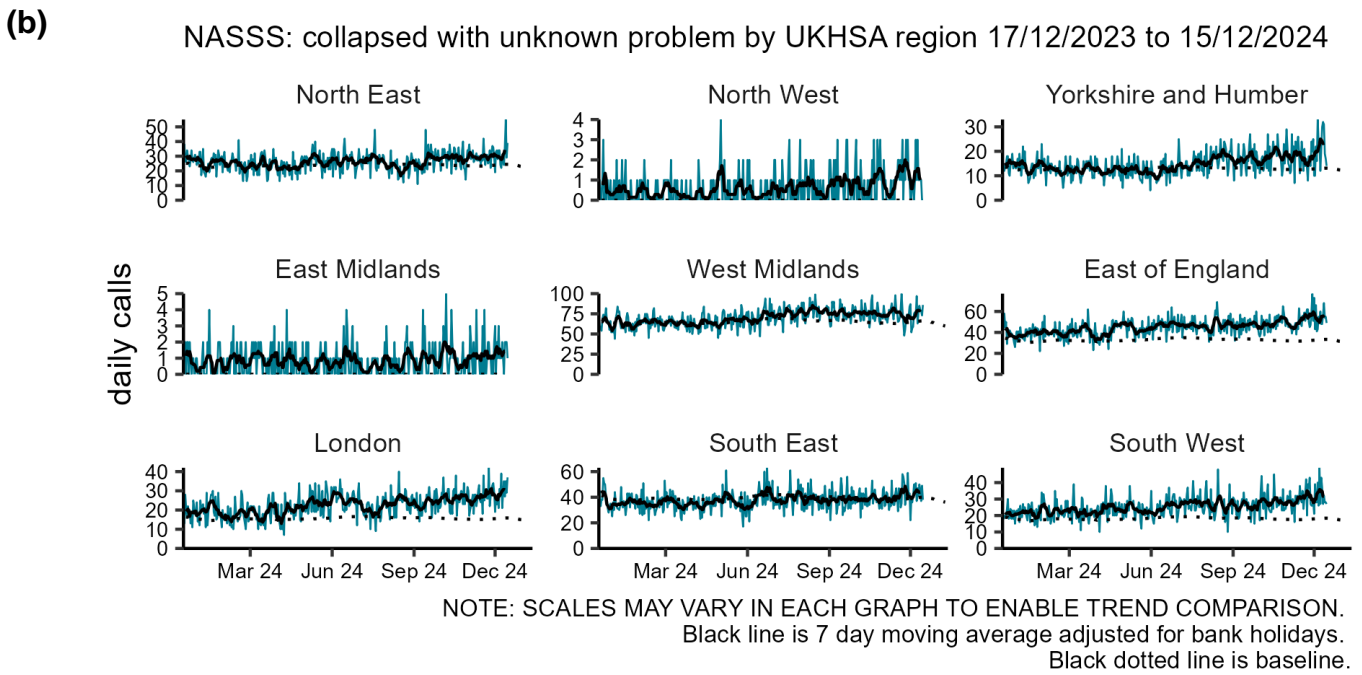 (b)
NASSS: collapsed with unknown problem by UKHSA region 17/12/2023 to 15/12/2024
North East
North West
Yorkshire and Humber
50
40
30
20
10
0
4
3
2
1
0
30
20
10
0
daily calls
East Midlands
West Midlands
East of England
5
4
3
2
1
0
100
75
50
25
0
60
40
20
0
London
South East
South West
40
30
20
10
0
60
40
20
0
40
30
20
10
0
Mar 24 Jun 24 Sep 24 Dec 24
Mar 24 Jun 24 Sep 24 Dec 24
Mar 24 Jun 24 Sep 24 Dec 24
NOTE: SCALES MAY VARY IN EACH GRAPH TO ENABLE TREND COMPARISON.
Black line is 7 day moving average adjusted for bank holidays.
Black dotted line is baseline.